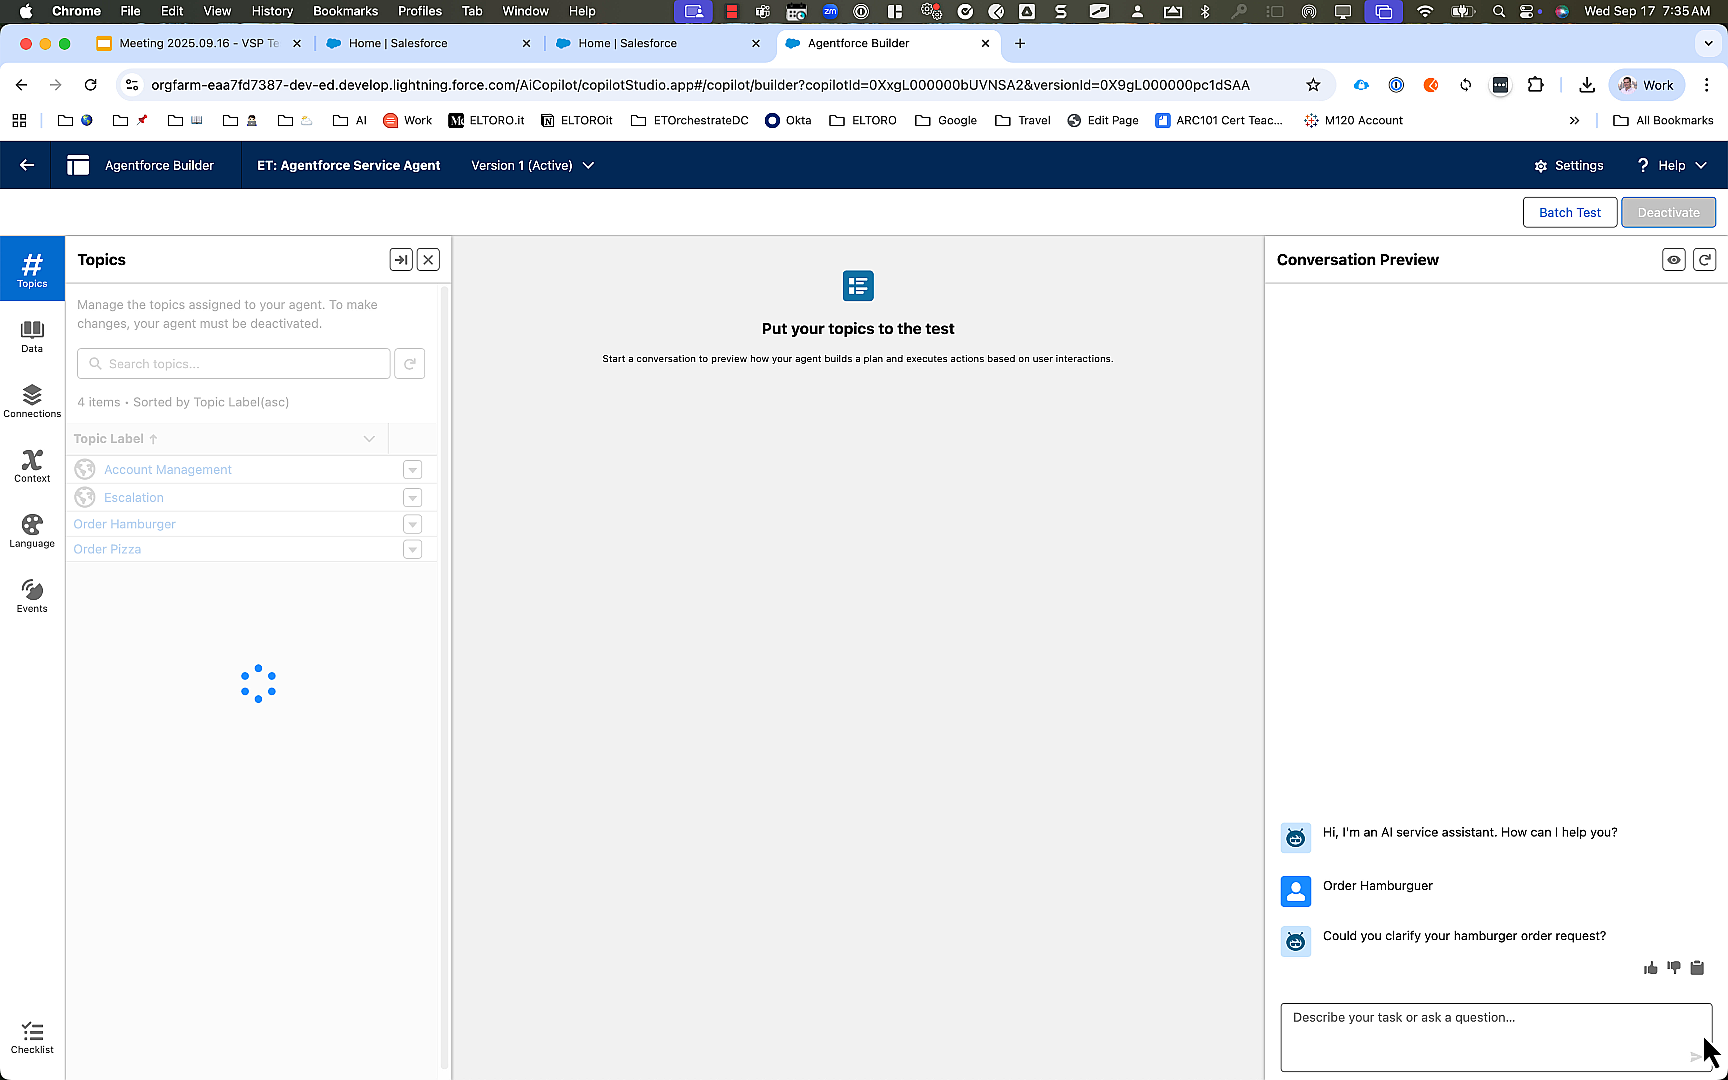 Chrome File Edit View History Bookmarks Profiles Tab Window Help Wed Sep 17 7:35 AM
Meeting 2025.09.16 - VSP Te Home | Salesforce Home | Salesforce Agentforce Builder
orgfarm-eaa7fd7387-dev-ed.develop.lightning.force.com/AiCopilot/copilotStudio.app#/copilot/builder?copilotId=0XxgL000000bUVNSA2&versionId=0X9gL000000pc1dSAA Work
AI Work ELTORO.it ELTOROit ETOrchestrateDC Okta ELTORO Google Travel Edit Page ARC101 Cert Teac... M120 Account All Bookmarks
Agentforce Builder ET: Agentforce Service Agent Version 1 (Active) Settings ? Help
Batch Test Deactivate
# Topics
Data
Connections
Context
Language
Events
Checklist
Topics
Manage the topics assigned to your agent. To make
changes, your agent must be deactivated.
Search topics...
4 items • Sorted by Topic Label(asc)
Topic Label ↑
Account Management
Escalation
Order Hamburger
Order Pizza
Put your topics to the test
Start a conversation to preview how your agent builds a plan and executes actions based on user interactions.
Conversation Preview
Hi, I'm an AI service assistant. How can I help you?
Order Hamburguer
Could you clarify your hamburger order request?
Describe your task or ask a question...